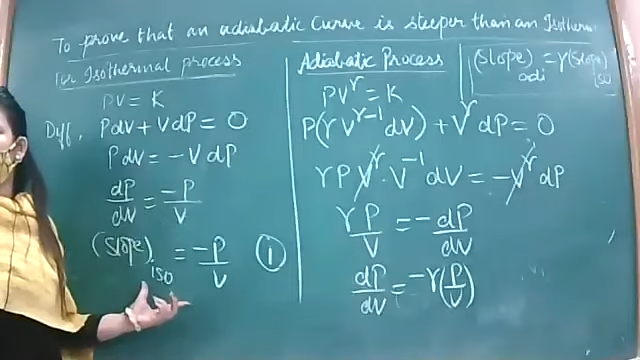 To prove that an adiabatic Curve is steeper than an Isotherm
For Isothermal process
PV = K
Diff, PdV + VdP = 0
PdV = -V dP
dP/dV = -P/V
(Slope)iso = -P/V ①
Adiabatic Process
PV^γ = K
P(γV^γ-1 dV) + V^γ dP = 0
γP V^γ · V^-1 dV = -V^γ dP
γ P/V = -dP/dV
dP/dV = -γ(P/V)
(Slope)adi = γ(Slope)iso